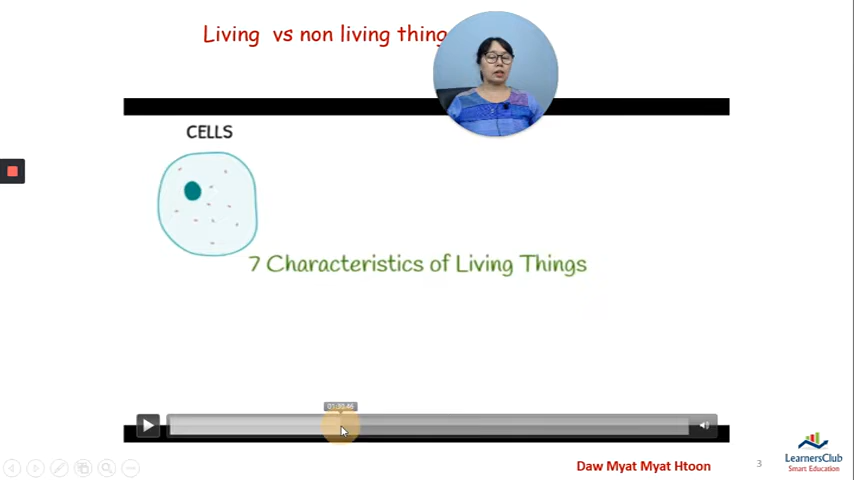 Living vs non living thing
CELLS
7 Characteristics of Living Things
Daw Myat Myat Htoon
3
LearnersClub
Smart Education